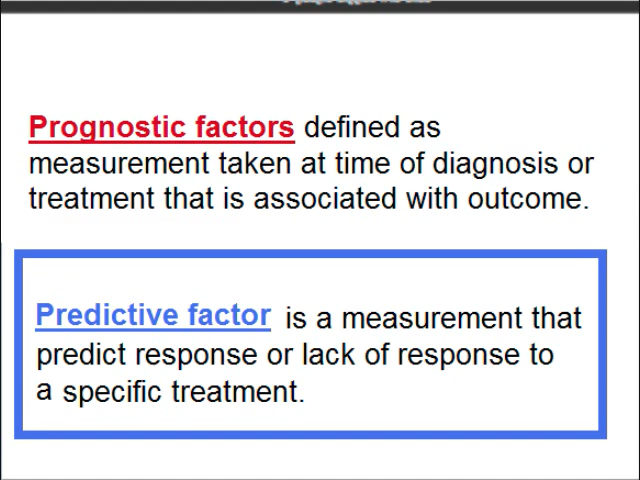 Prognostic factors defined as
measurement taken at time of diagnosis or
treatment that is associated with outcome.
Predictive factor is a measurement that
predict response or lack of response to
a specific treatment.